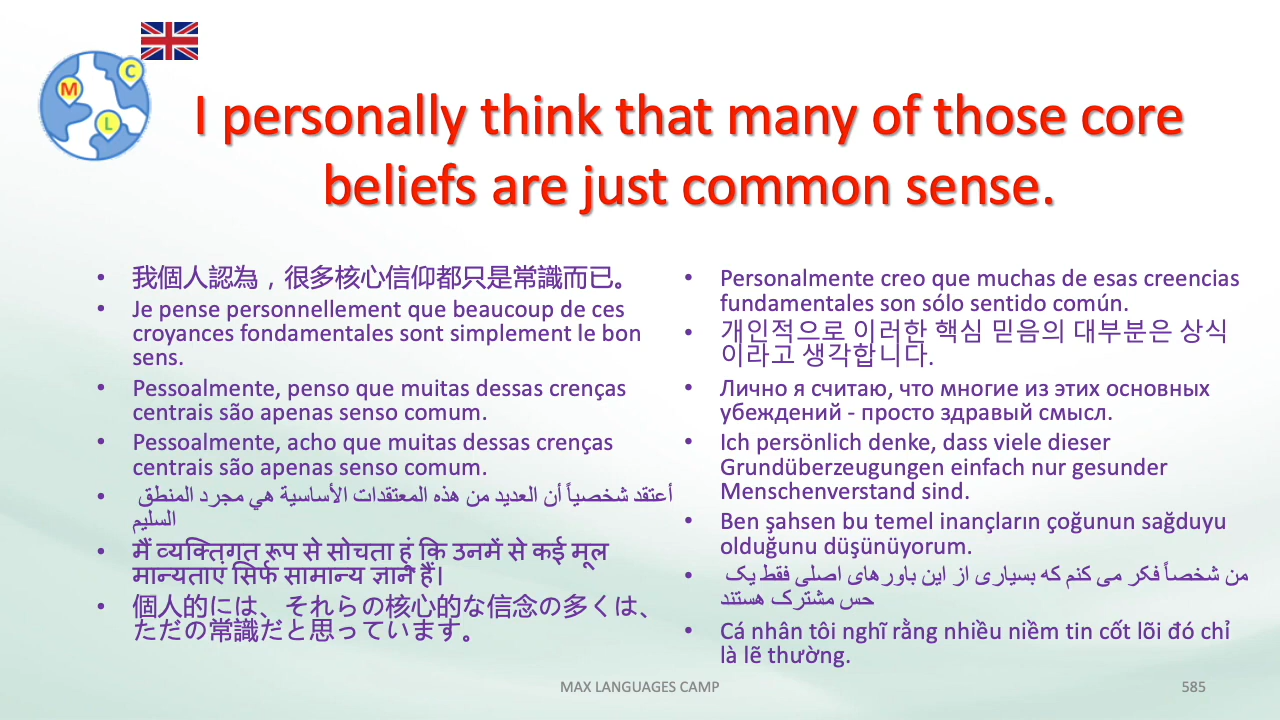 M
C
L
I personally think that many of those core
beliefs are just common sense.
• 我個人認為，很多核心信仰都只是常識而已。
• Je pense personnellement que beaucoup de ces
croyances fondamentales sont simplement le bon
sens.
• Pessoalmente, penso que muitas dessas crenças
centrais são apenas senso comum.
• Pessoalmente, acho que muitas dessas crenças
centrais são apenas senso comum.
• أعتقد شخصياً أن العديد من هذه المعتقدات الأساسية هي مجرد المنطق
السليم
• मैं व्यक्तिगत रूप से सोचता हूं कि उनमें से कई मूल
मान्यताएं सिर्फ सामान्य ज्ञान हैं।
• 個人的には、それらの核心的な信念の多くは、
ただの常識だと思っています。
• Personalmente creo que muchas de esas creencias
fundamentales son sólo sentido común.
• 개인적으로 이러한 핵심 믿음의 대부분은 상식
이라고 생각합니다.
• Лично я считаю, что многие из этих основных
убеждений - просто здравый смысл.
• Ich persönlich denke, dass viele dieser
Grundüberzeugungen einfach nur gesunder
Menschenverstand sind.
• Ben şahsen bu temel inançların çoğunun sağduyu
olduğunu düşünüyorum.
• من شخصاً فکر می کنم که بسیاری از این باورهای اصلی فقط یک
حس مشترک هستند
• Cá nhân tôi nghĩ rằng nhiều niềm tin cốt lõi đó chỉ
là lẽ thường.
MAX LANGUAGES CAMP
585